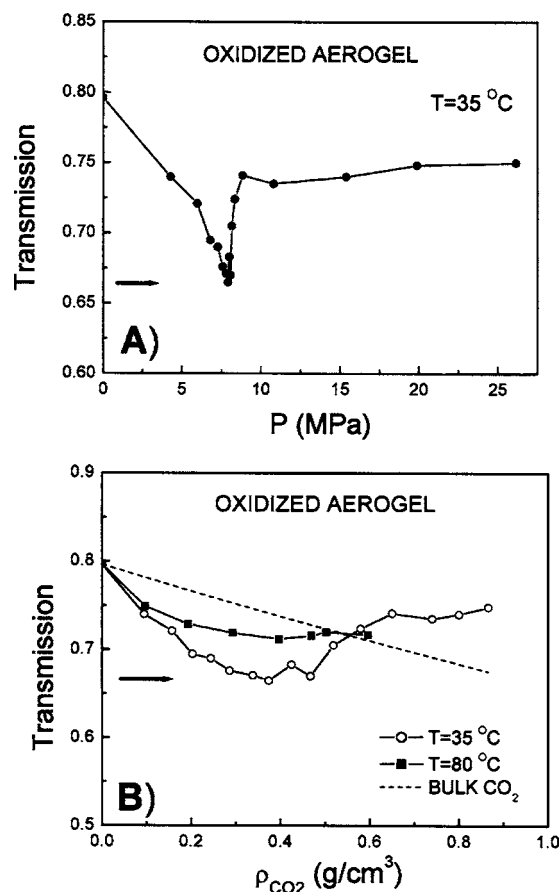 0.85
OXIDIZED AEROGEL
T=35 °C
0.80
0.75
0.70
0.65
0.60
Transmission
A)
0 5 10 15 20 25
P (MPa)
0.9
OXIDIZED AEROGEL
0.8
0.7
0.6
0.5
Transmission
T=35 °C
T=80 °C
BULK CO₂
B)
0.0 0.2 0.4 0.6 0.8 1.0
ρCO2 (g/cm³)